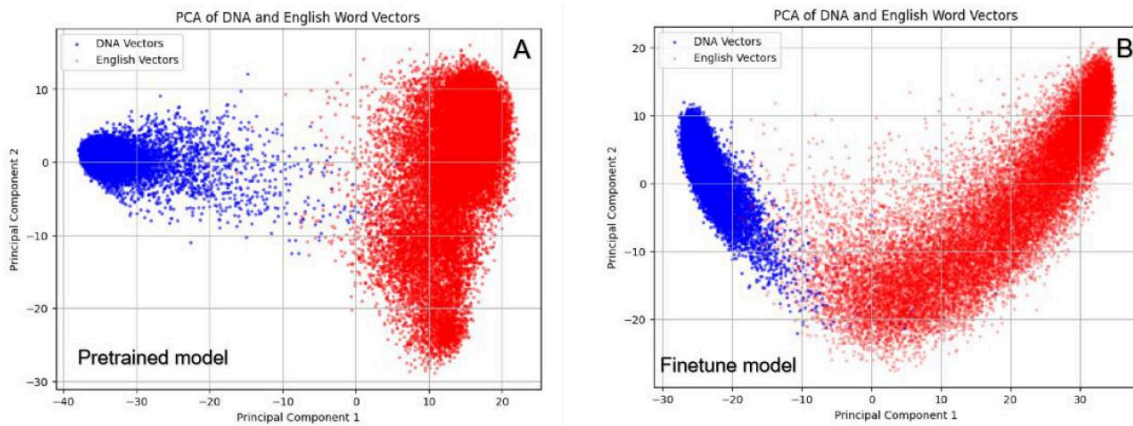 PCA of DNA and English Word Vectors
DNA Vectors
English Vectors
A
10
0
−10
−20
−30
Principal Component 2
Pretrained model
−40
−30
−20
−10
0
10
20
Principal Component 1
PCA of DNA and English Word Vectors
DNA Vectors
English Vectors
B
20
10
0
−10
−20
Principal Component 2
Finetune model
−30
−20
−10
0
10
20
30
Principal Component 1